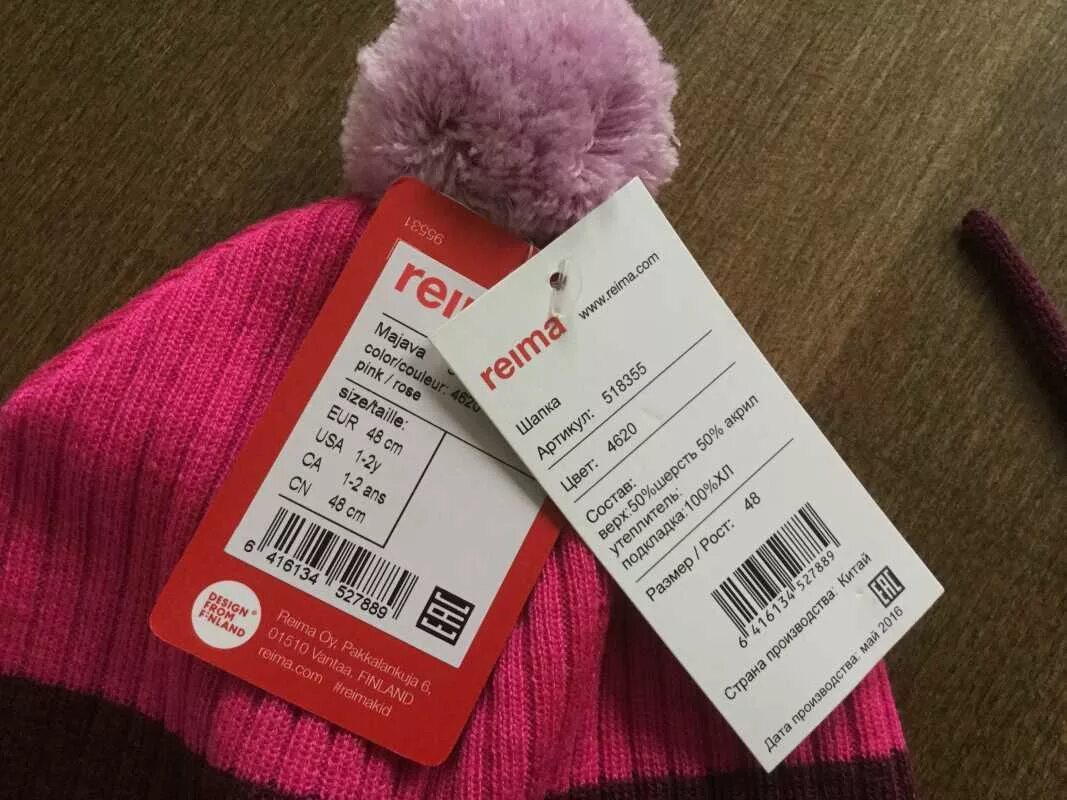 95531
Majava
color/couleur: 4620
pink / rose
size/taille:
EUR 48 cm
USA 1-2y
CA 1-2 ans
CN 48 cm
6 416134 527889
EAC
DESIGN
FROM
FINLAND
Reima Oy, Pakkalankuja 6,
01510 Vantaa, FINLAND
reima.com #reimakid
reima www.reima.com
Шапка
Артикул: 518355
Цвет: 4620
Состав:
верх:50%шерсть 50% акрил
утеплитель:
подкладка:100%ХЛ
Размер / Рост: 48
6 416134 527889
Страна производства: Китай
EAC
Дата производства: май 2016